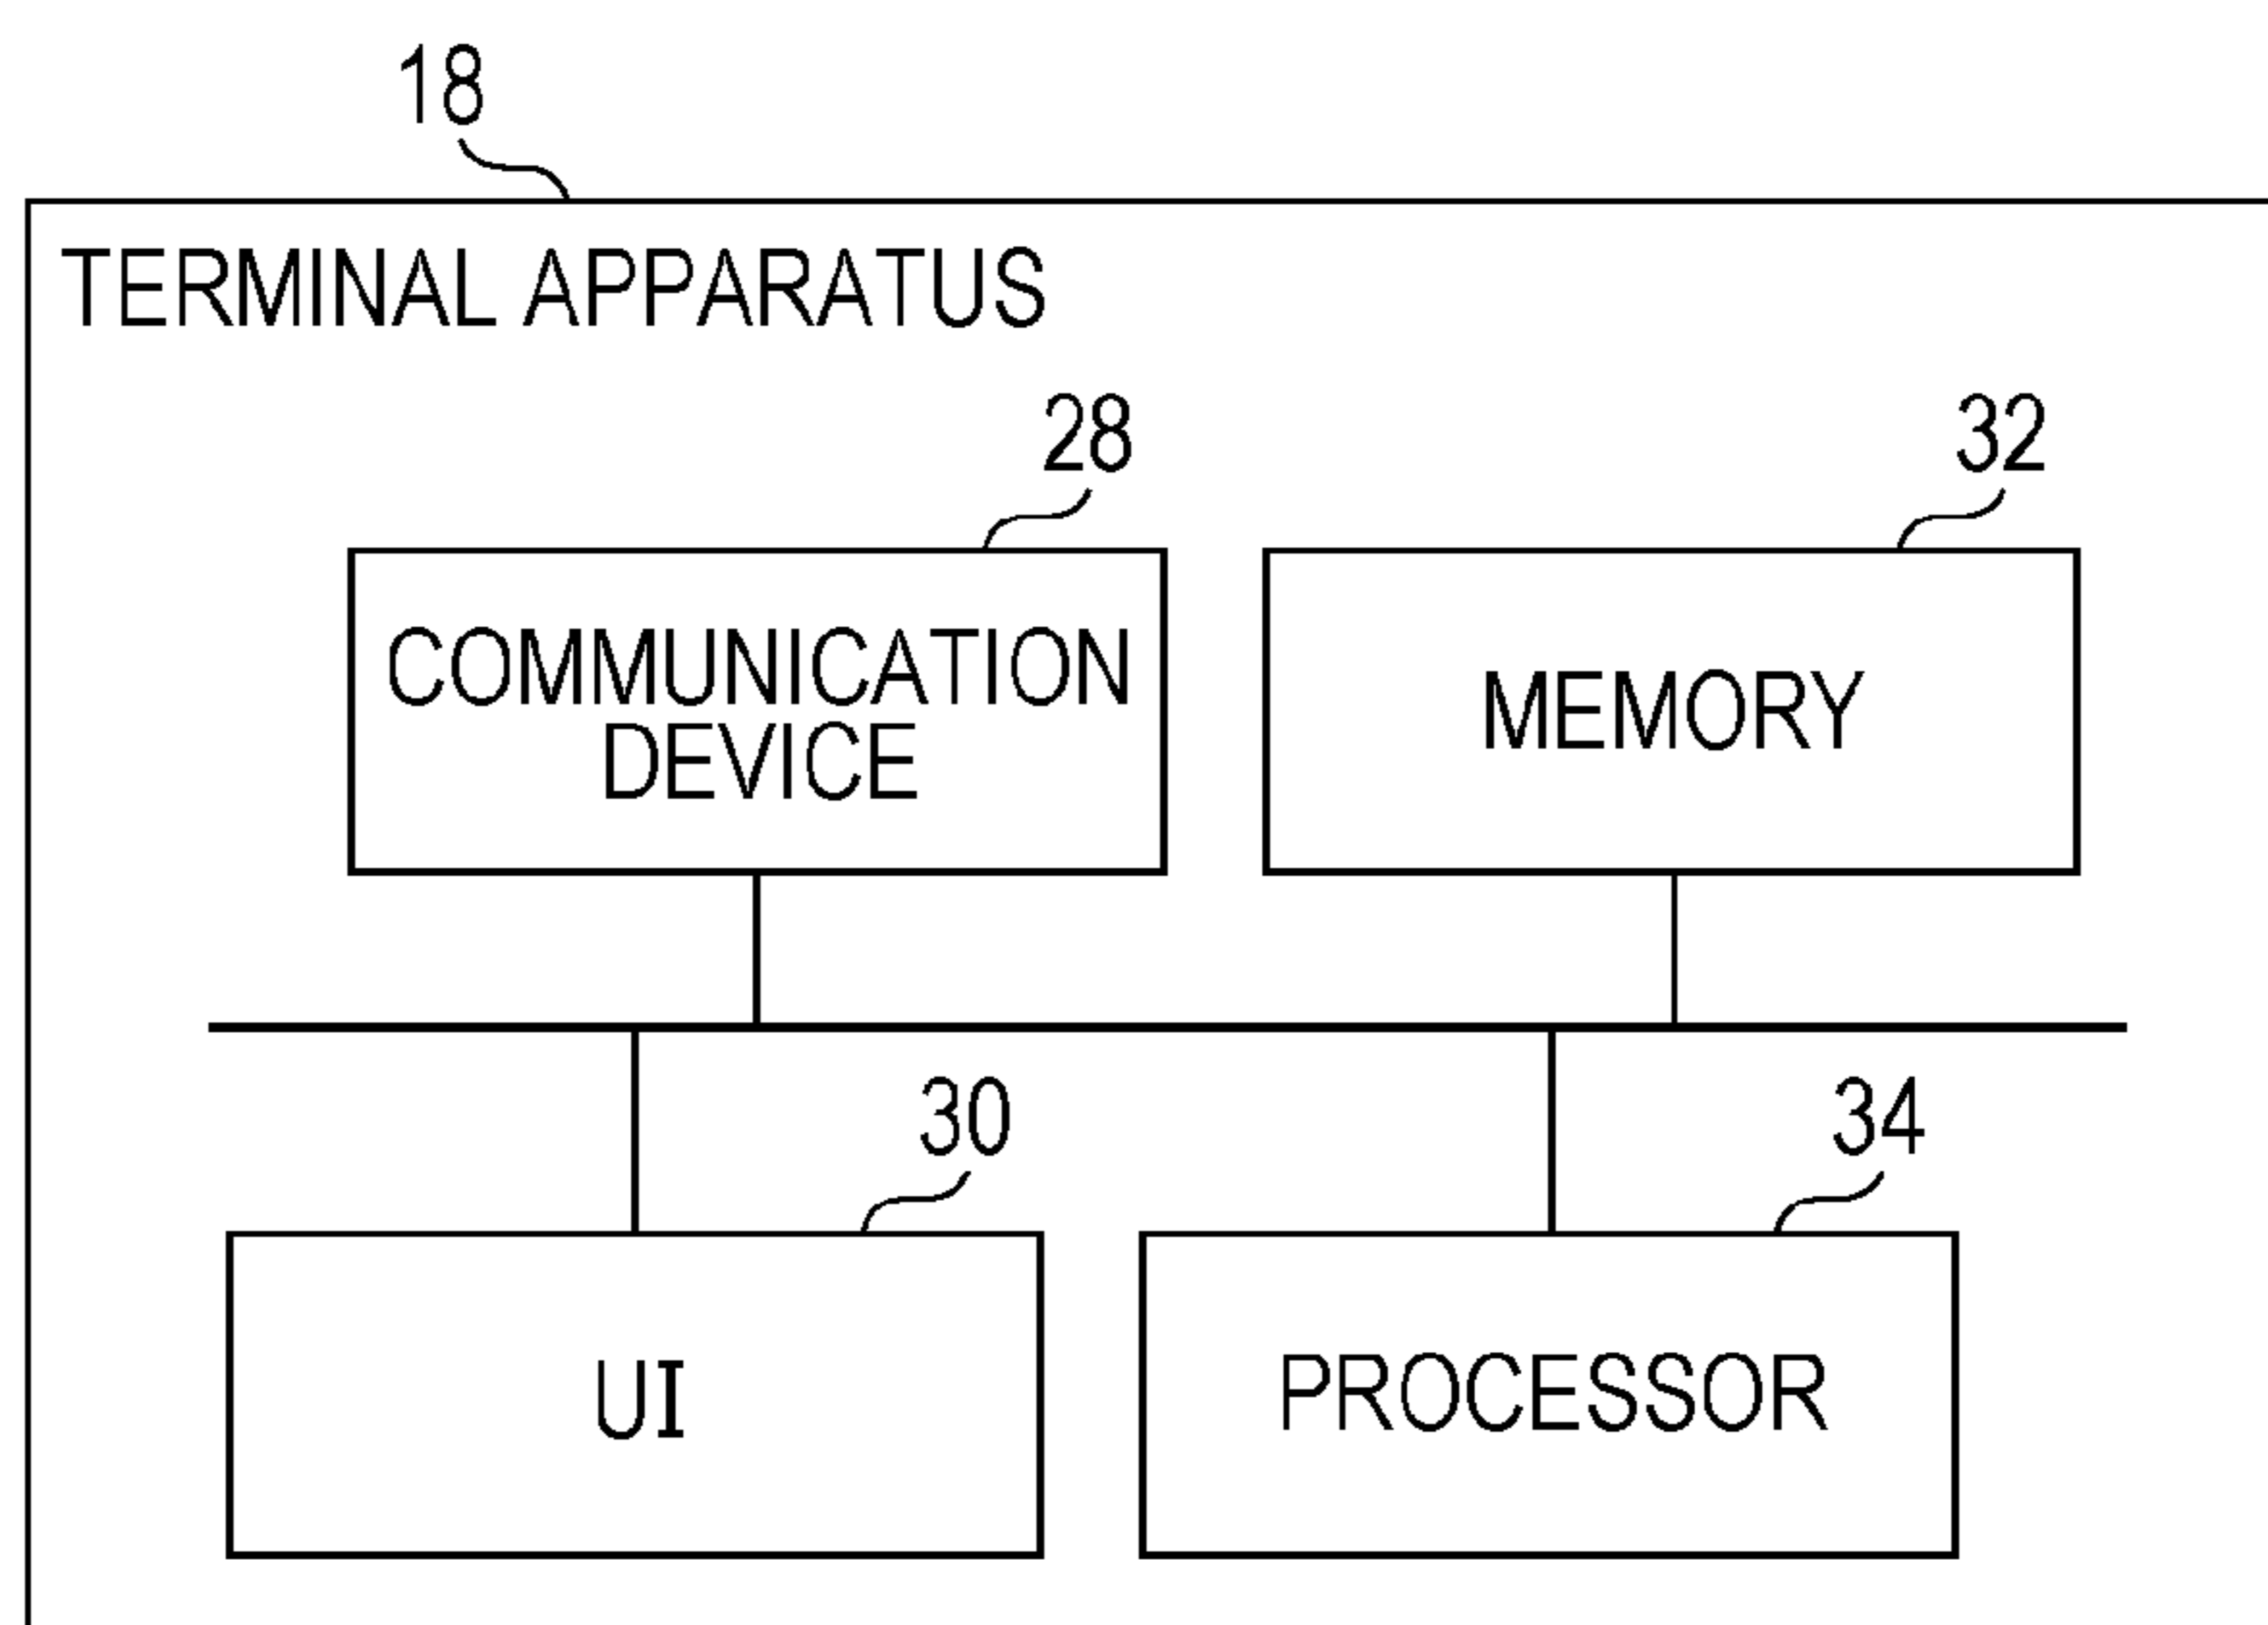 18
TERMINAL APPARATUS
28
32
COMMUNICATION
DEVICE
MEMORY
30
34
UI
PROCESSOR